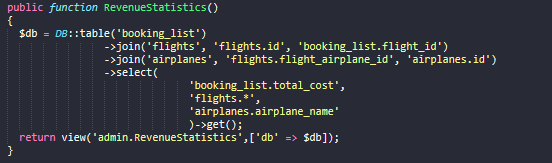 public function RevenueStatistics()
{
$db = DB::table('booking_list')
->join('flights', 'flights.id', 'booking_list.flight_id')
->join('airplanes', 'flights.flight_airplane_id', 'airplanes.id')
->select(
'booking_list.total_cost',
'flights.*',
'airplanes.airplane_name'
)->get();
return view('admin.RevenueStatistics',['db' => $db]);
}